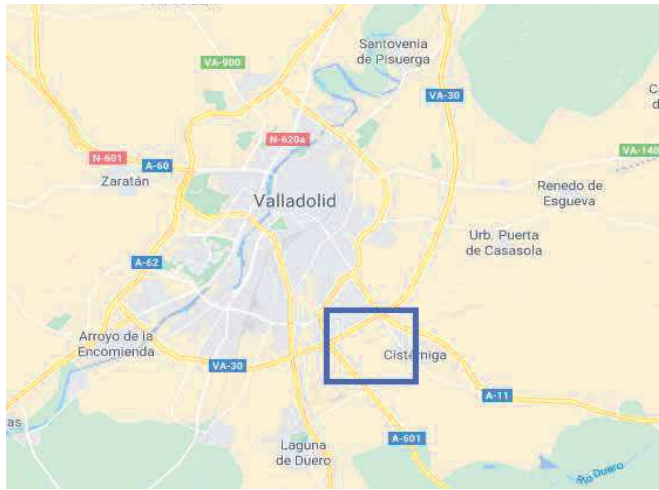 Santovenia
de Pisuerga
VA-900
VA-30
N-620a
N-601
A-60
VA-140
Zaratán
Valladolid
Renedo de
Esgueva
Urb. Puerta
de Casasola
A-62
Arroyo de la
Encomienda
Cistérniga
VA-30
A-11
as
A-601
Laguna
de Duero
Río Duero